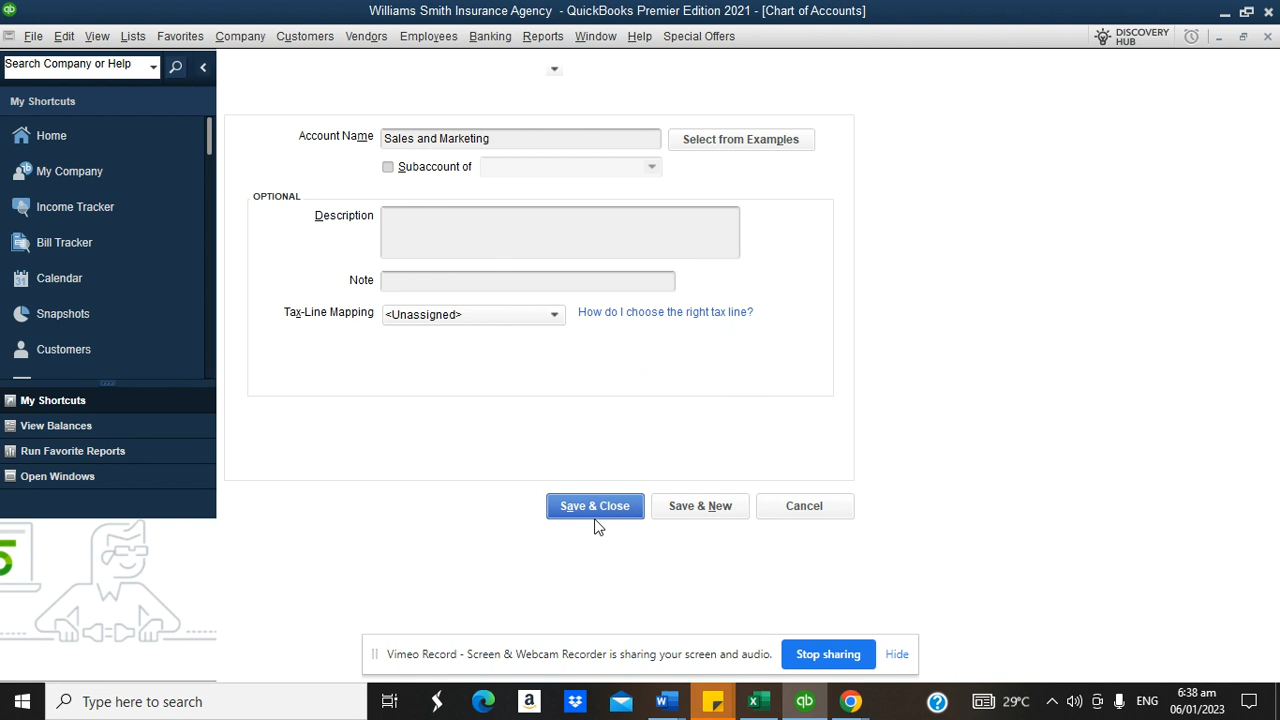 Williams Smith Insurance Agency - QuickBooks Premier Edition 2021 - [Chart of Accounts]
File Edit View Lists Favorites Company Customers Vendors Employees Banking Reports Window Help Special Offers
DISCOVERY
HUB
Search Company or Help
My Shortcuts
Home
My Company
Income Tracker
Bill Tracker
Calendar
Snapshots
Customers
My Shortcuts
View Balances
Run Favorite Reports
Open Windows
Account Name Sales and Marketing Select from Examples
Subaccount of
OPTIONAL
Description
Note
Tax-Line Mapping <Unassigned> How do I choose the right tax line?
Save & Close Save & New Cancel
Vimeo Record - Screen & Webcam Recorder is sharing your screen and audio. Stop sharing Hide
Type here to search
29°C
ENG
6:38 am
06/01/2023